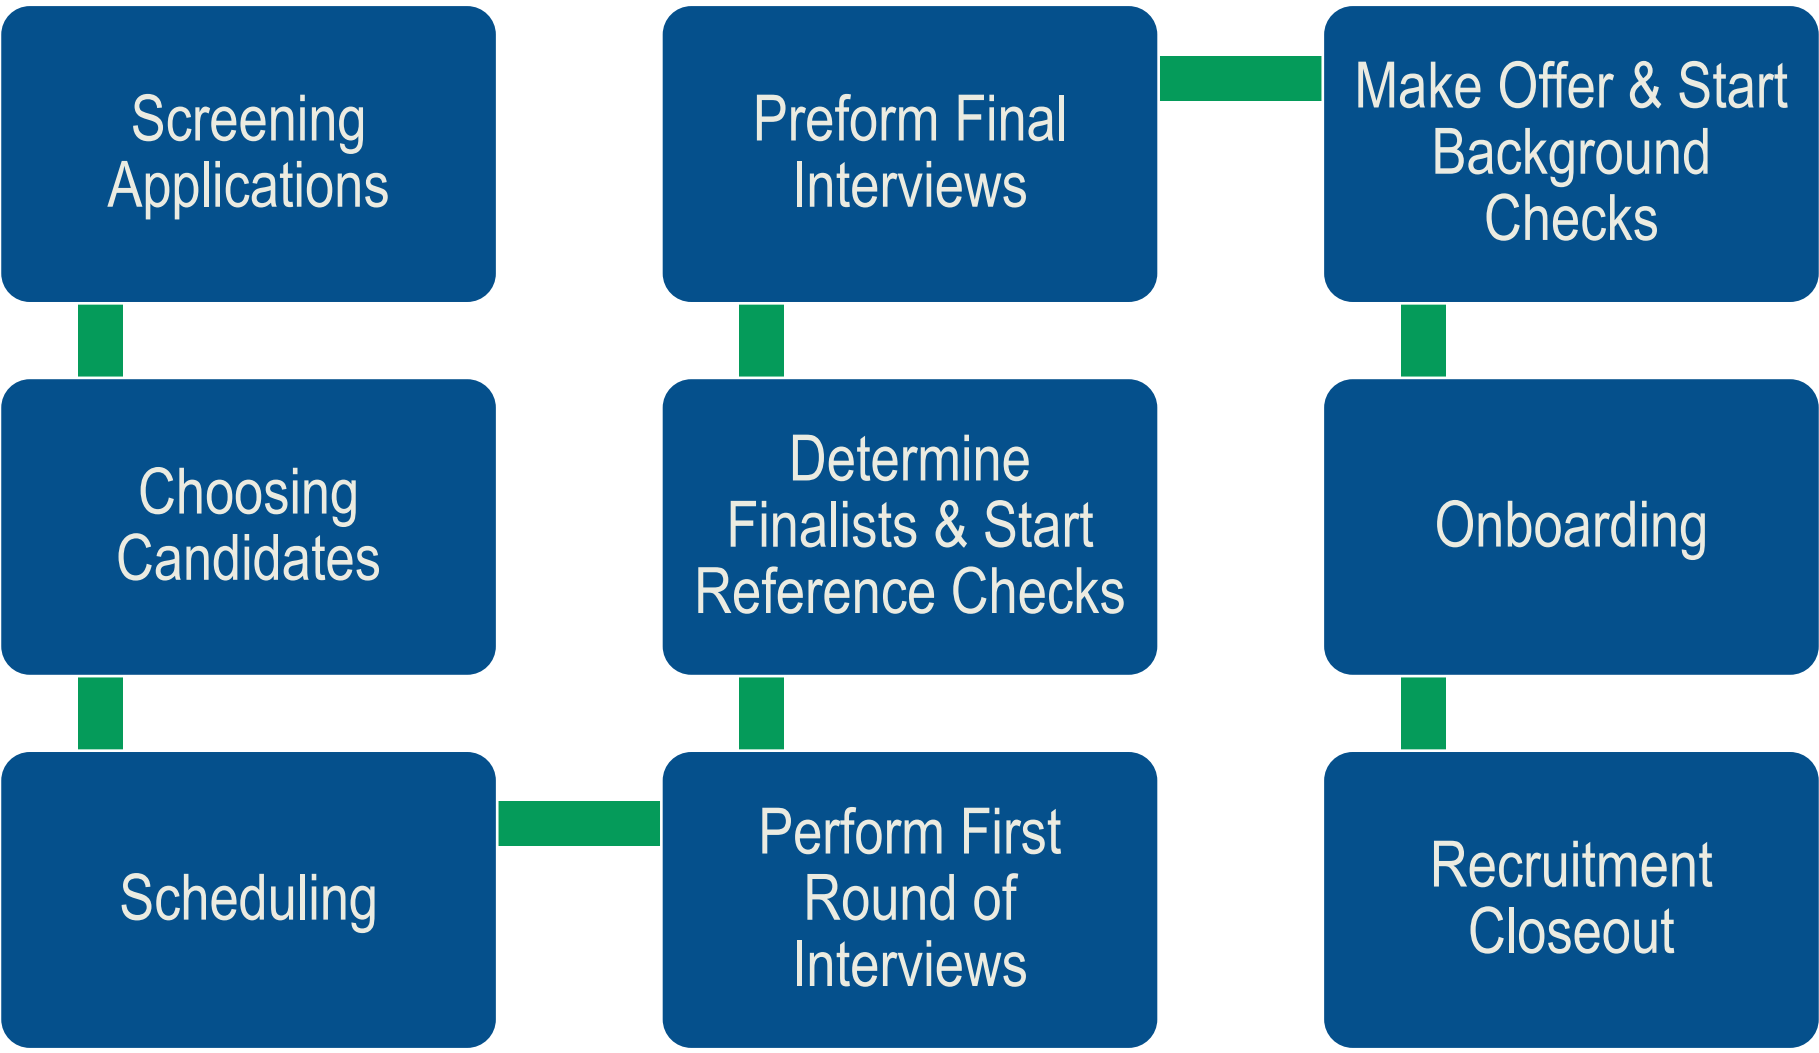 Screening
Applications
Choosing
Candidates
Scheduling
Perform First
Round of
Interviews
Determine
Finalists & Start
Reference Checks
Preform Final
Interviews
Make Offer & Start
Background
Checks
Onboarding
Recruitment
Closeout